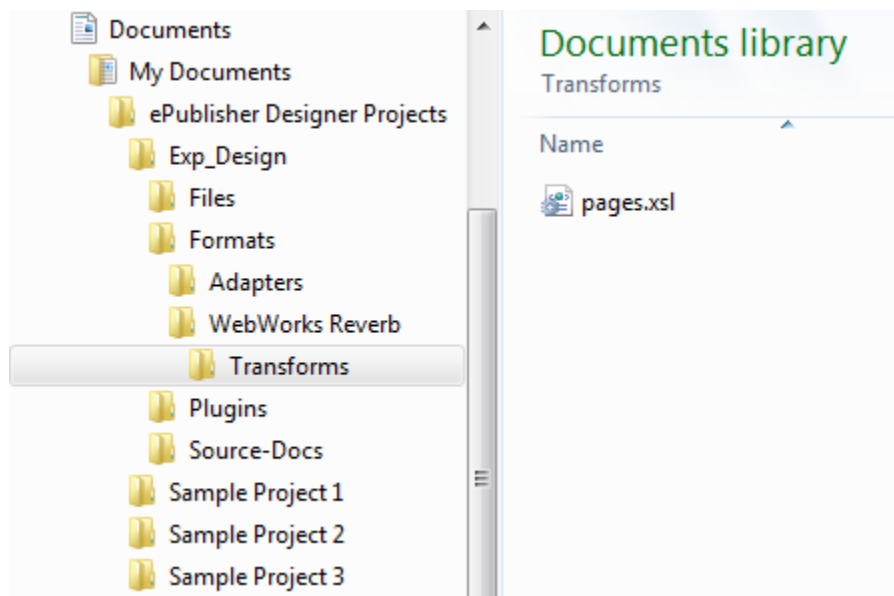 Documents
My Documents
ePublisher Designer Projects
Exp_Design
Files
Formats
Adapters
WebWorks Reverb
Transforms
Plugins
Source-Docs
Sample Project 1
Sample Project 2
Sample Project 3
Documents library
Transforms
Name
pages.xsl